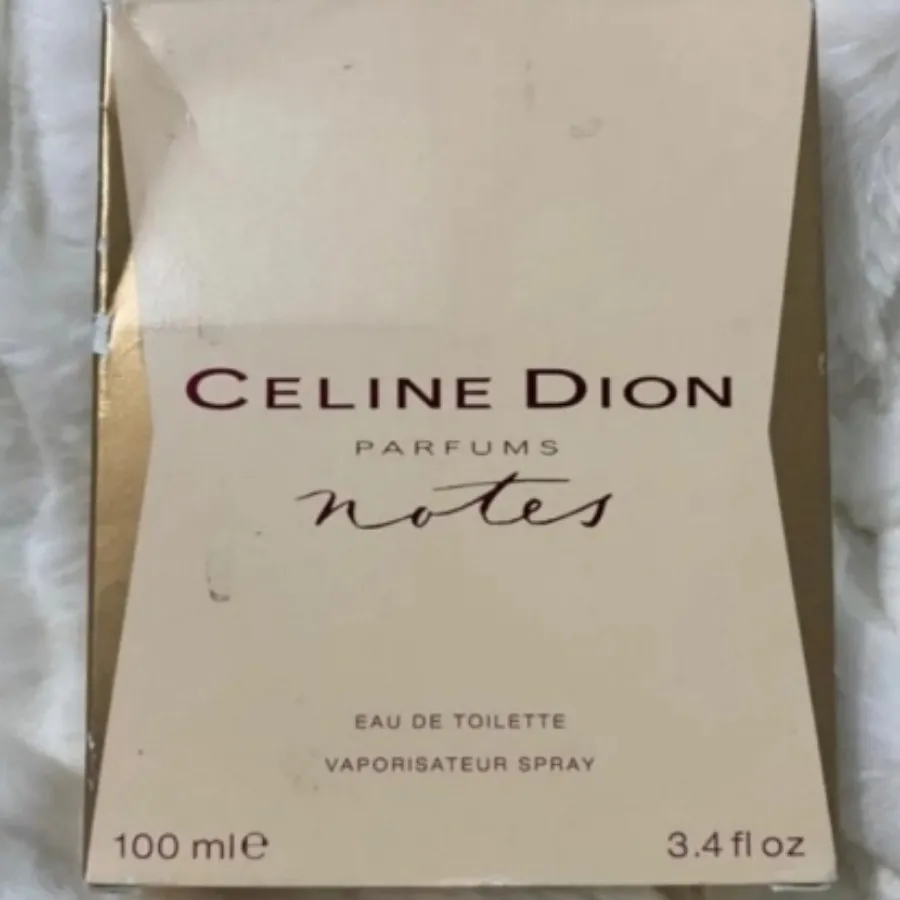 CELINE DION
PARFUMS
notes
EAU DE TOILETTE
VAPORISATEUR SPRAY
100 ml℮
3.4 fl oz